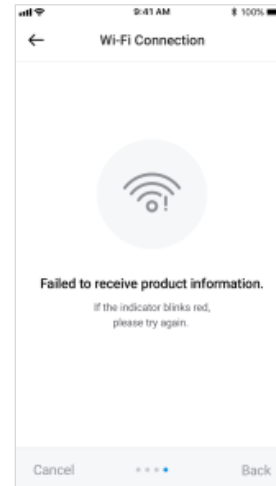 9:41 AM
100%
Wi-Fi Connection
Failed to receive product information.
If the indicator blinks red,
please try again.
Cancel
Back